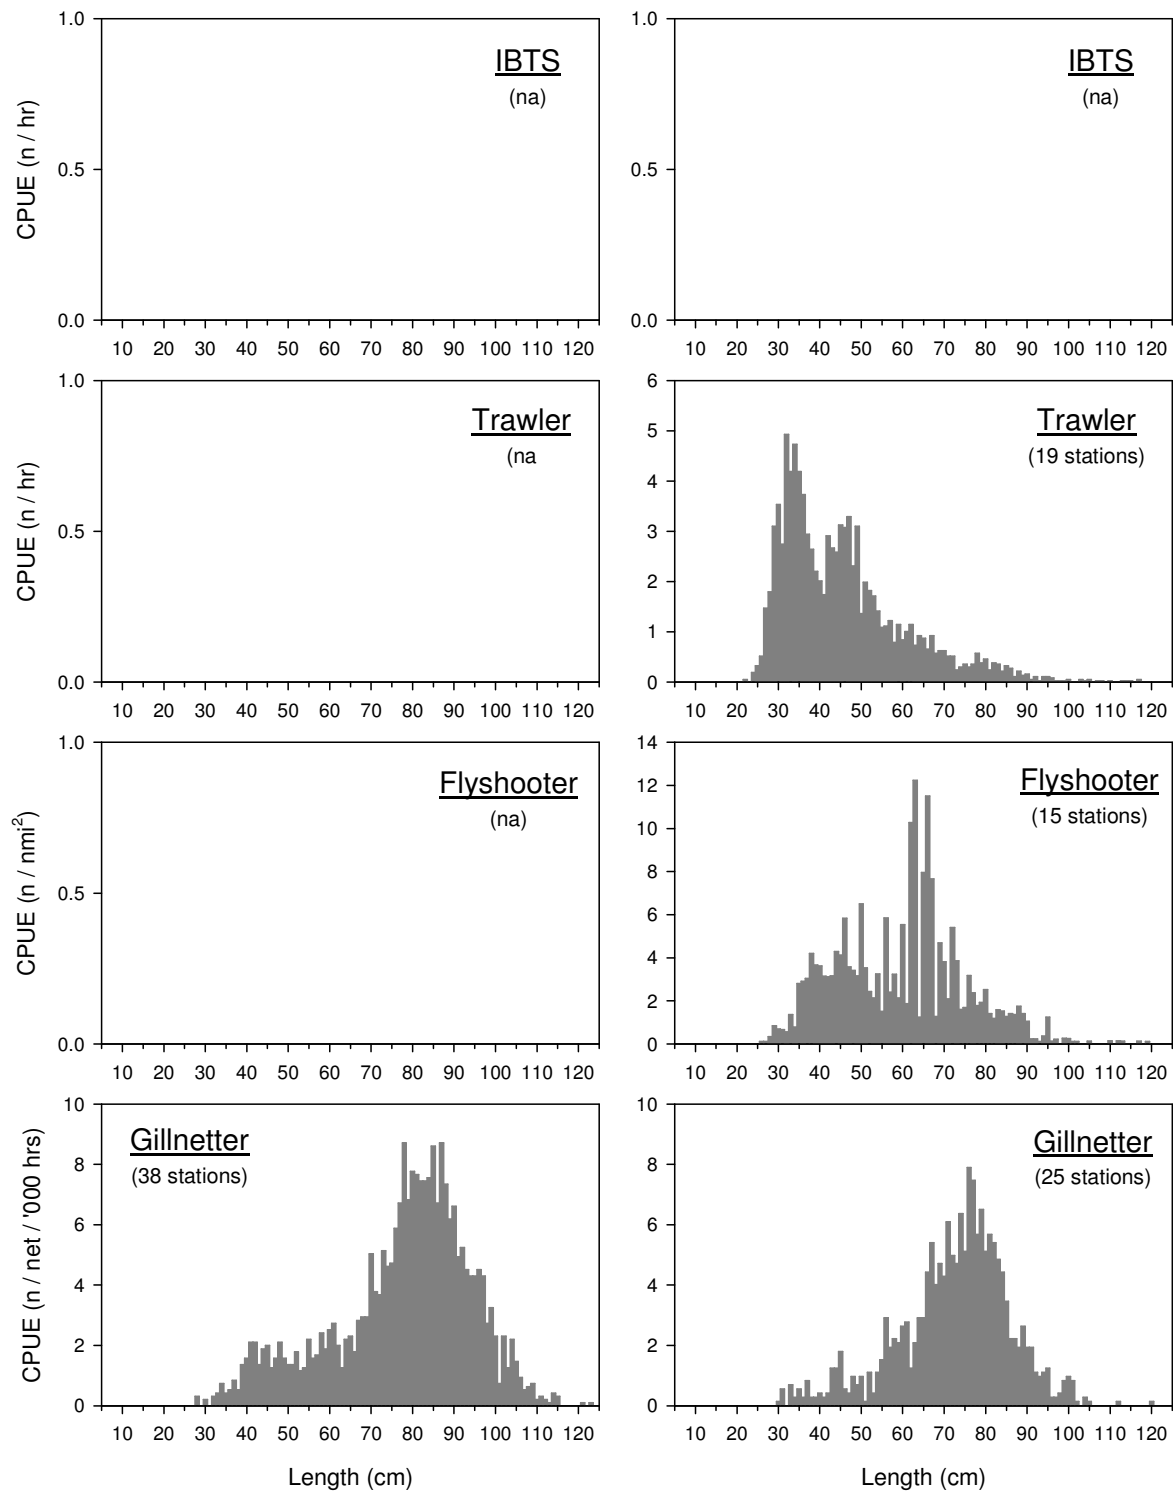 1.0
IBTS
(na)
0.5
0.0
CPUE (n / hr)
10 20 30 40 50 60 70 80 90 100 110 120
1.0
IBTS
(na)
0.5
0.0
10 20 30 40 50 60 70 80 90 100 110 120
1.0
Trawler
(na
0.5
0.0
CPUE (n / hr)
10 20 30 40 50 60 70 80 90 100 110 120
6
Trawler
(19 stations)
5
4
3
2
1
0
10 20 30 40 50 60 70 80 90 100 110 120
1.0
Flyshooter
(na)
0.5
0.0
CPUE (n / nmi²)
10 20 30 40 50 60 70 80 90 100 110 120
14
Flyshooter
(15 stations)
12
10
8
6
4
2
0
10 20 30 40 50 60 70 80 90 100 110 120
10
Gillnetter
(38 stations)
8
6
4
2
0
CPUE (n / net / '000 hrs)
10 20 30 40 50 60 70 80 90 100 110 120
Length (cm)
10
Gillnetter
(25 stations)
8
6
4
2
0
10 20 30 40 50 60 70 80 90 100 110 120
Length (cm)